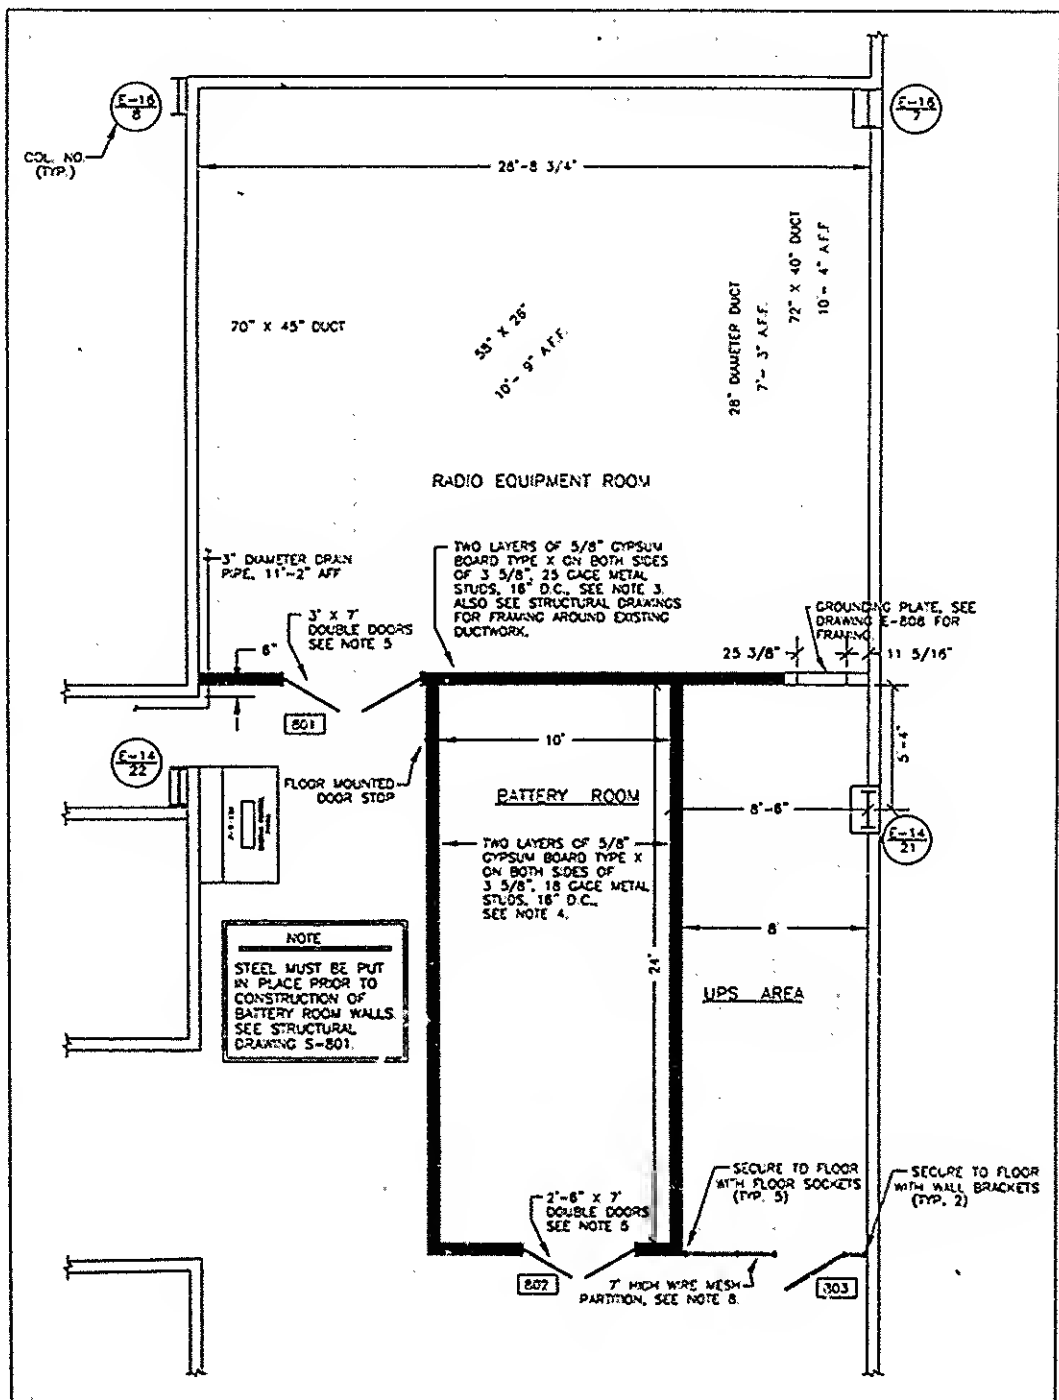 E-16
8
COL. NO.
(TYP.)
E-16
7
28'-8 3/4"
70" X 45" DUCT
10'- 9" A.F.F.
28" DIAMETER DUCT
7'- 3" A.F.F.
72" X 40" DUCT
10'- 4" A.F.F
RADIO EQUIPMENT ROOM
3" DIAMETER DRAIN
PIPE, 11'-2" AFF
TWO LAYERS OF 5/8" GYPSUM
BOARD TYPE X ON BOTH SIDES
OF 3 5/8", 25 GAGE METAL
STUDS, 16" O.C., SEE NOTE 3.
ALSO SEE STRUCTURAL DRAWINGS
FOR FRAMING AROUND EXISTING
DUCTWORK.
3' X 7'
DOUBLE DOORS
SEE NOTE 5
6"
GROUNDING PLATE, SEE
DRAWING E-808 FOR
FRAMING
25 3/8"
11 5/16"
801
5'-4"
E-14
22
FLOOR MOUNTED
DOOR STOP
10'
BATTERY ROOM
8'-6"
E-14
21
TWO LAYERS OF 5/8"
GYPSUM BOARD TYPE X
ON BOTH SIDES OF
3 5/8", 18 GAGE METAL
STUDS, 16" O.C.,
SEE NOTE 4.
8'
24'
NOTE
STEEL MUST BE PUT
IN PLACE PRIOR TO
CONSTRUCTION OF
BATTERY ROOM WALLS.
SEE STRUCTURAL
DRAWING S-801.
UPS AREA
SECURE TO FLOOR
WITH FLOOR SOCKETS
(TYP. 5)
SECURE TO FLOOR
WITH WALL BRACKETS
(TYP. 2)
2'-6" X 7'
DOUBLE DOORS
SEE NOTE 6
802
7' HIGH WIRE MESH
PARTITION, SEE NOTE 8.
803